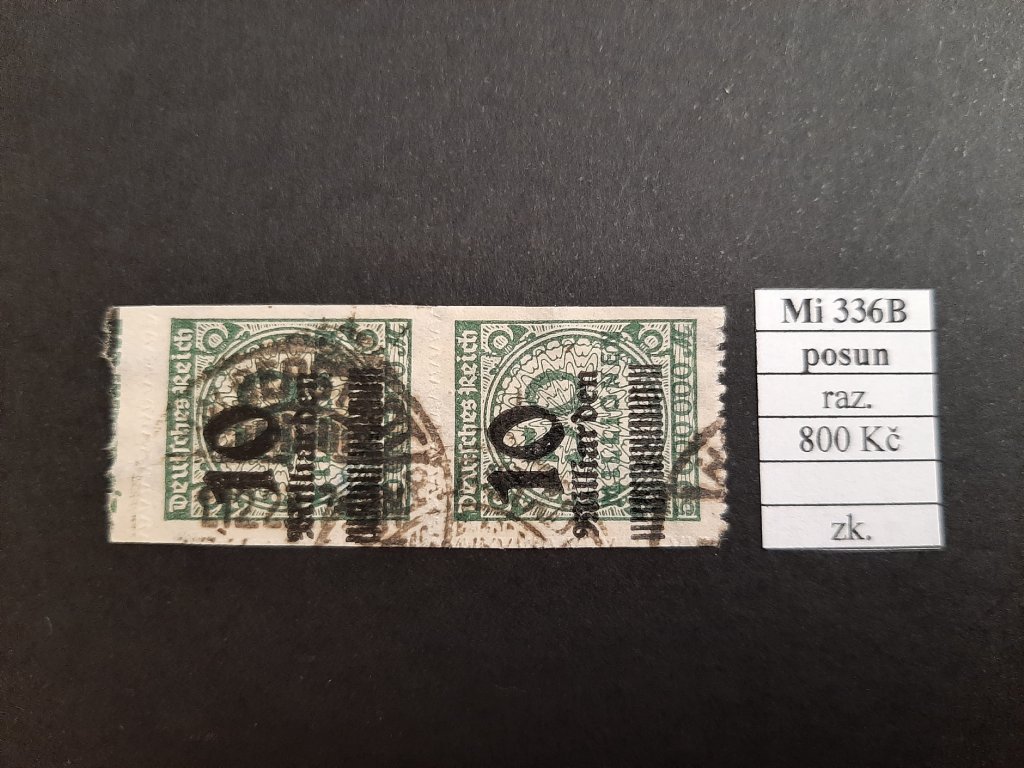 Deutsches Reich
10
Milliarden
Deutsches Reich
10
Milliarden
Mi 336B
posun
raz.
800 Kč
zk.